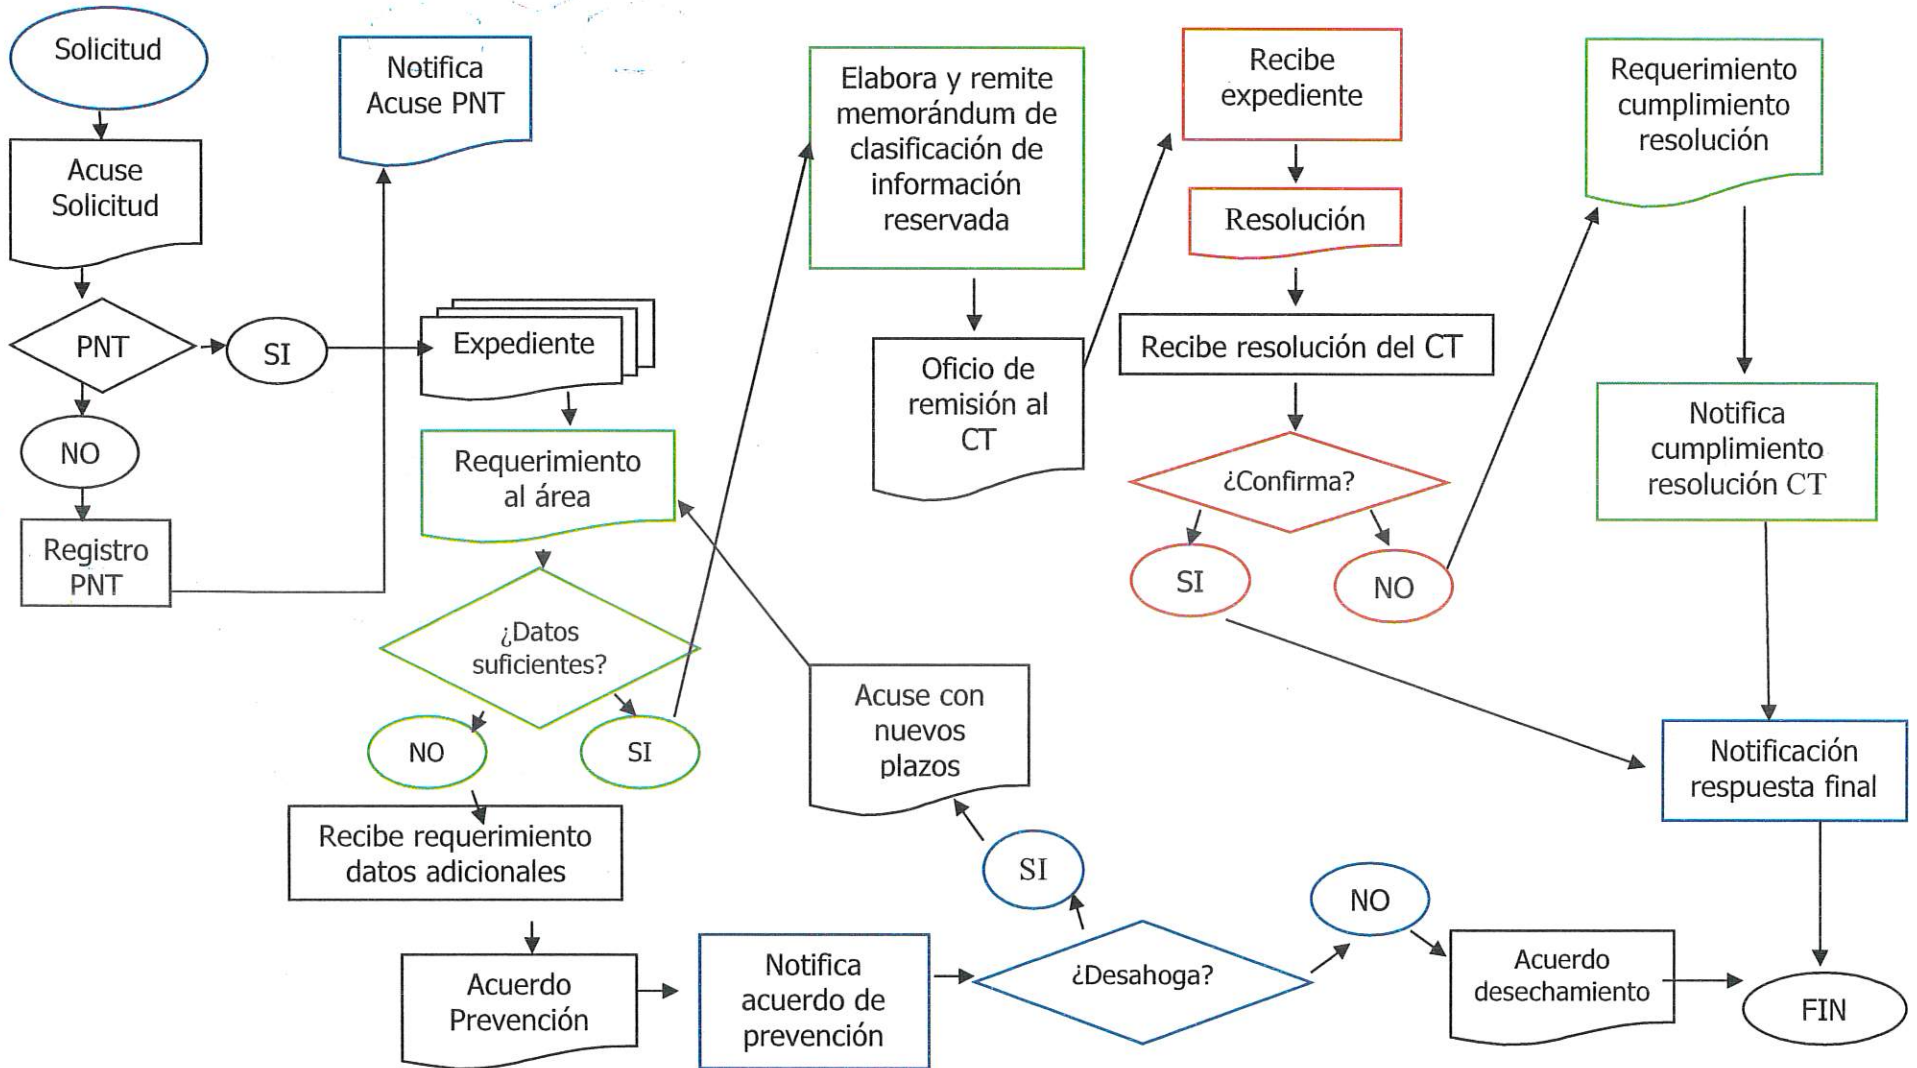 Solicitud
Acuse
Solicitud
PNT
SI
NO
Registro
PNT
Notifica
Acuse PNT
Expediente
Requerimiento
al área
¿Datos
suficientes?
NO
SI
Recibe requerimiento
datos adicionales
Acuerdo
Prevención
Notifica
acuerdo de
prevención
¿Desahoga?
SI
Acuse con
nuevos
plazos
NO
Acuerdo
desechamiento
FIN
Elabora y remite
memorándum de
clasificación de
información
reservada
Oficio de
remisión al
CT
Recibe
expediente
Resolución
Recibe resolución del CT
¿Confirma?
SI
NO
Requerimiento
cumplimiento
resolución
Notifica
cumplimiento
resolución CT
Notificación
respuesta final